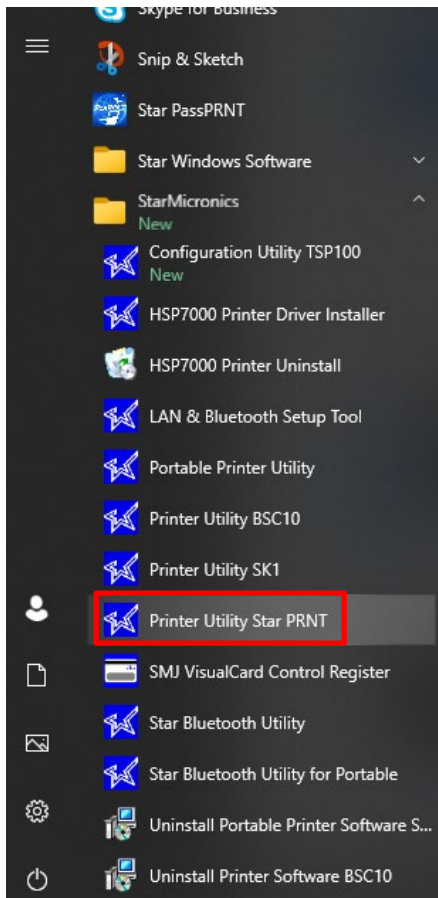 Skype for Business
Snip & Sketch
Star PassPRNT
Star Windows Software
StarMicronics
New
Configuration Utility TSP100
New
HSP7000 Printer Driver Installer
HSP7000 Printer Uninstall
LAN & Bluetooth Setup Tool
Portable Printer Utility
Printer Utility BSC10
Printer Utility SK1
Printer Utility Star PRNT
SMJ VisualCard Control Register
Star Bluetooth Utility
Star Bluetooth Utility for Portable
Uninstall Portable Printer Software S...
Uninstall Printer Software BSC10